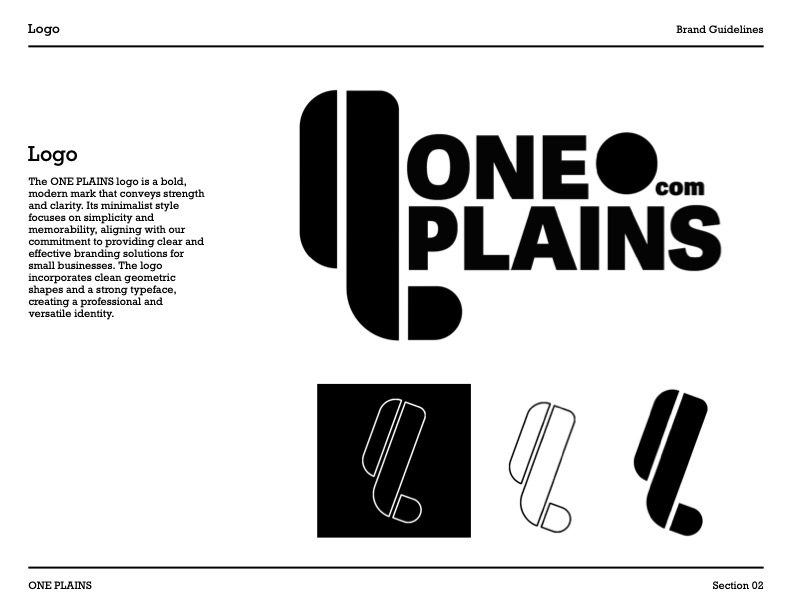 Logo
Brand Guidelines
Logo
The ONE PLAINS logo is a bold,
modern mark that conveys strength
and clarity. Its minimalist style
focuses on simplicity and
memorability, aligning with our
commitment to providing clear and
effective branding solutions for
small businesses. The logo
incorporates clean geometric
shapes and a strong typeface,
creating a professional and
versatile identity.
ONE
com
PLAINS
ONE PLAINS
Section 02